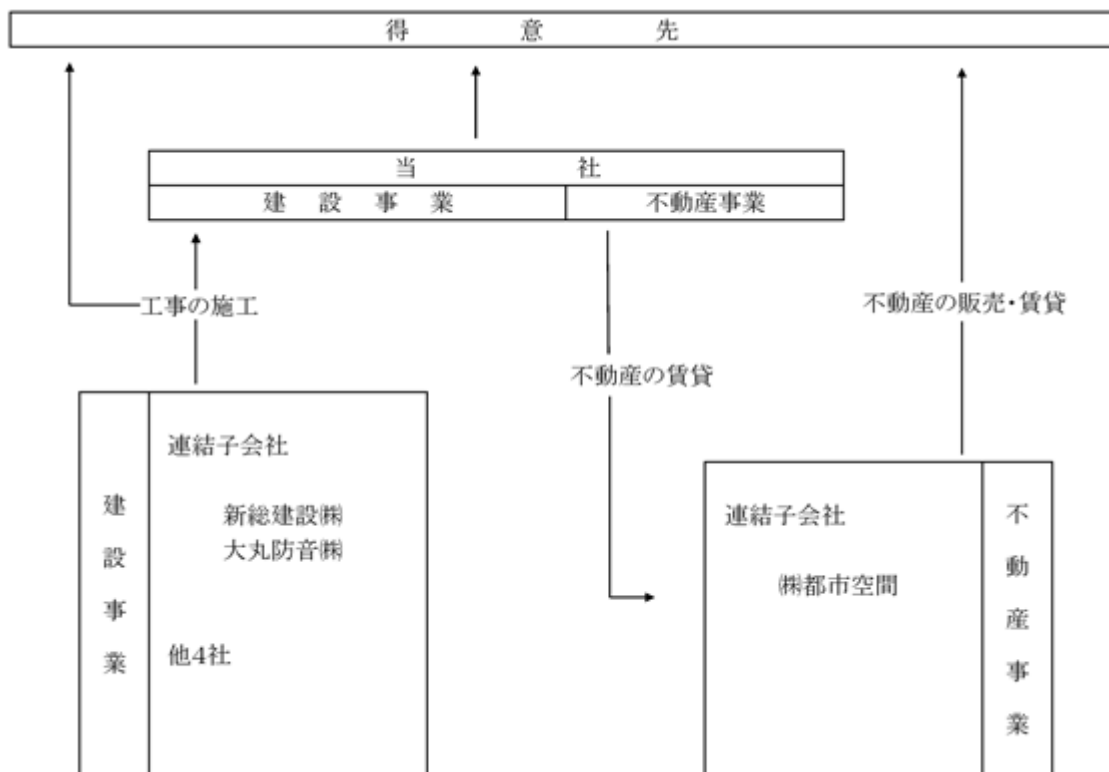 得意先
当社
建設事業
不動産事業
工事の施工
不動産の販売・賃貸
不動産の賃貸
建設事業
連結子会社
新総建設㈱
大丸防音㈱
他4社
連結子会社
㈱都市空間
不動産事業